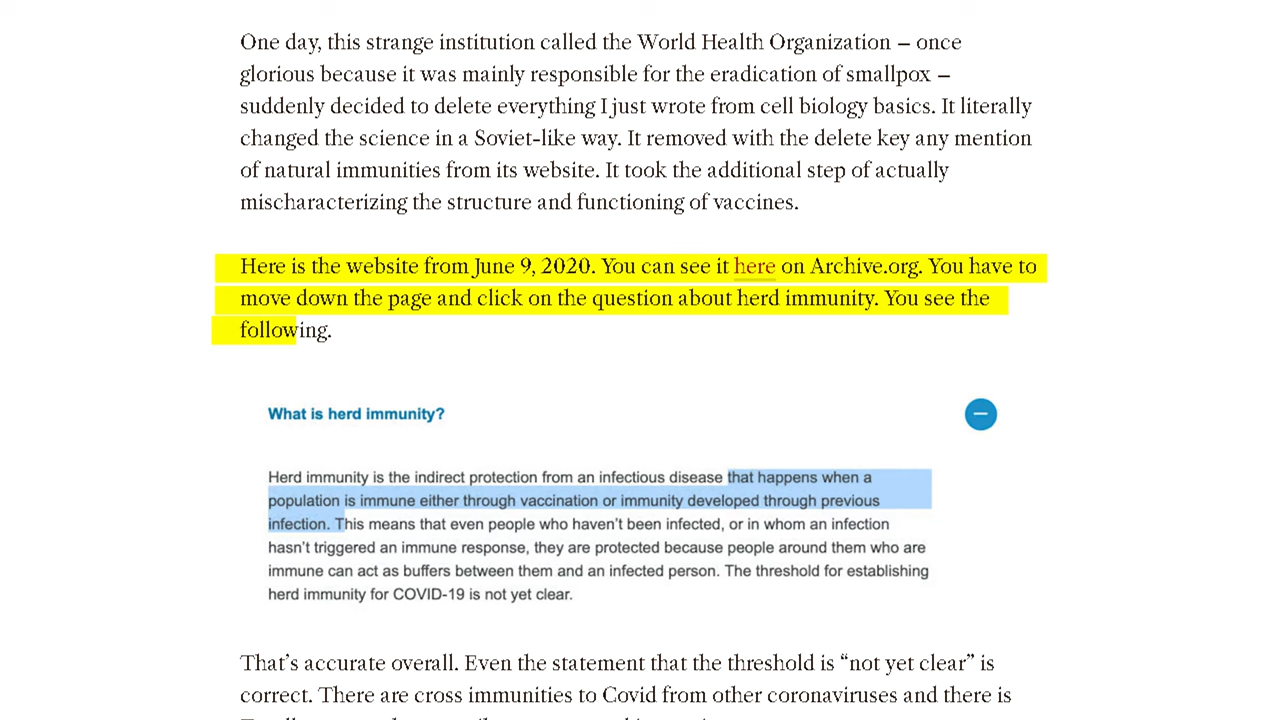 One day, this strange institution called the World Health Organization – once
glorious because it was mainly responsible for the eradication of smallpox –
suddenly decided to delete everything I just wrote from cell biology basics. It literally
changed the science in a Soviet-like way. It removed with the delete key any mention
of natural immunities from its website. It took the additional step of actually
mischaracterizing the structure and functioning of vaccines.
Here is the website from June 9, 2020. You can see it here on Archive.org. You have to
move down the page and click on the question about herd immunity. You see the
following.
What is herd immunity?
Herd immunity is the indirect protection from an infectious disease that happens when a
population is immune either through vaccination or immunity developed through previous
infection. This means that even people who haven't been infected, or in whom an infection
hasn't triggered an immune response, they are protected because people around them who are
immune can act as buffers between them and an infected person. The threshold for establishing
herd immunity for COVID-19 is not yet clear.
That's accurate overall. Even the statement that the threshold is “not yet clear” is
correct. There are cross immunities to Covid from other coronaviruses and there is